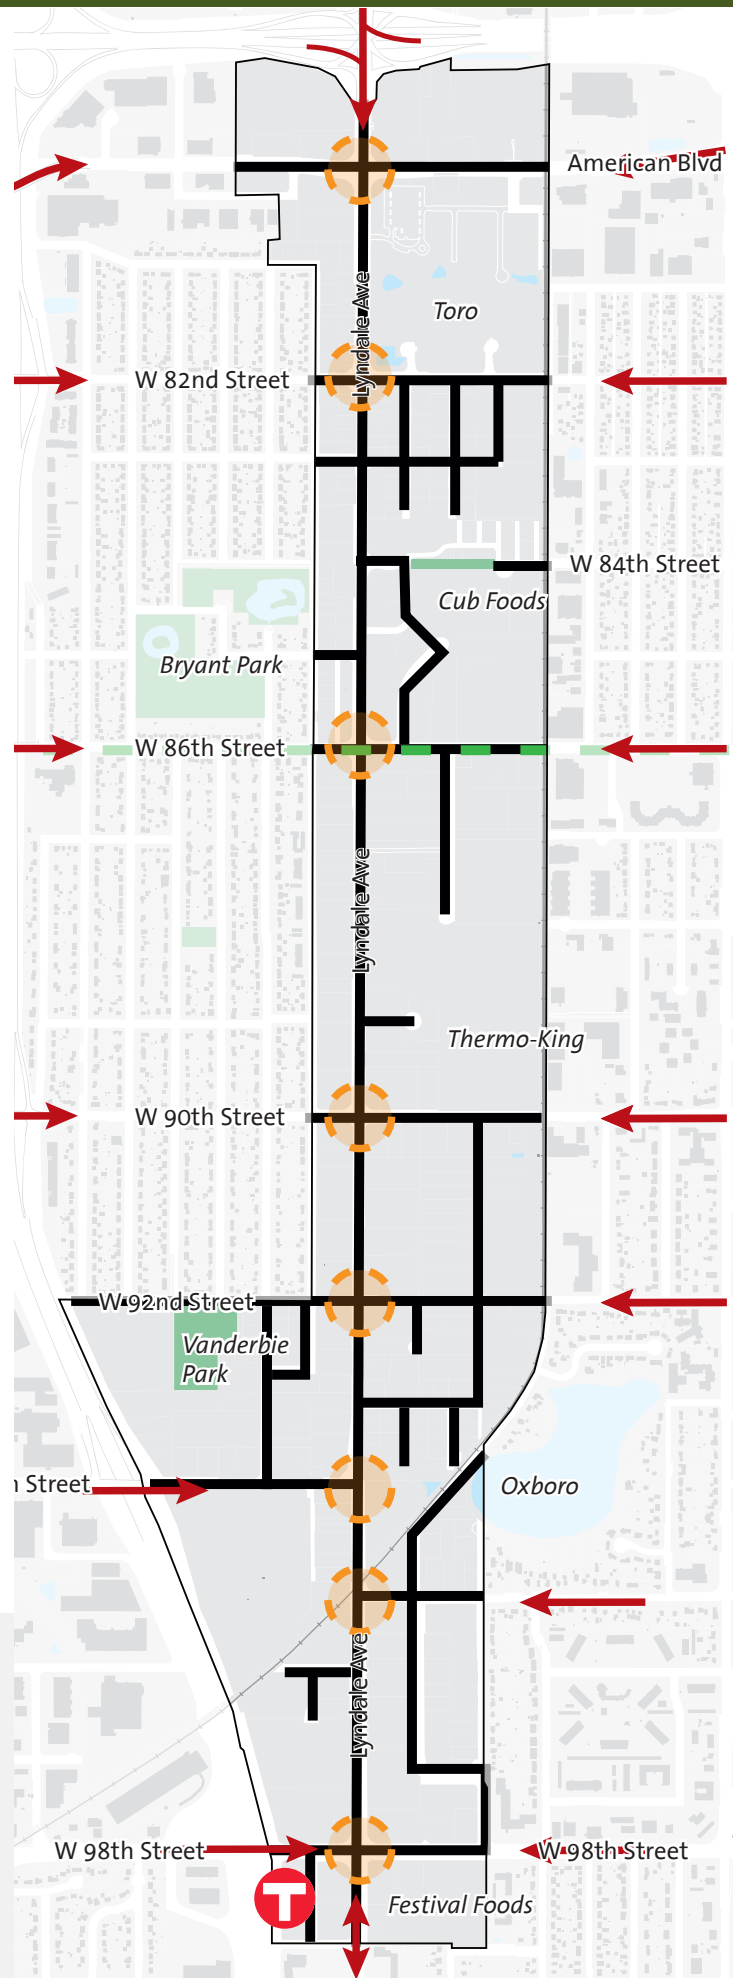 American Blvd
Lyndale Ave
Toro
W 82nd Street
W 84th Street
Cub Foods
Bryant Park
W 86th Street
Lyndale Ave
Thermo-King
W 90th Street
W 92nd Street
Vanderbie
Park
h Street
Oxboro
Lyndale Ave
W 98th Street
W 98th Street
T
Festival Foods